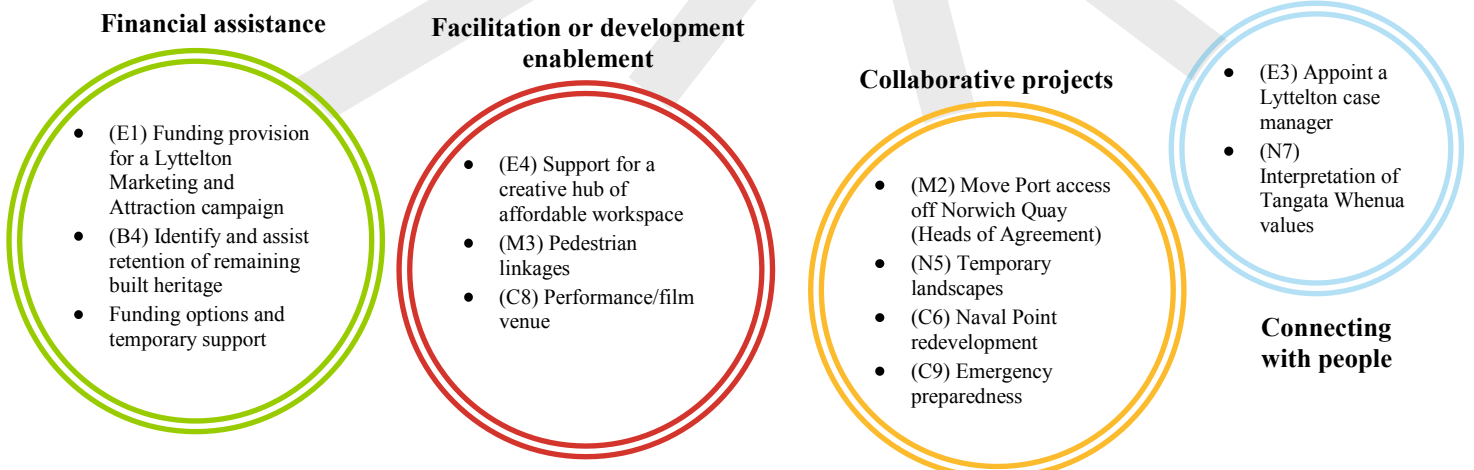 Financial assistance
• (E1) Funding provision
for a Lyttelton
Marketing and
Attraction campaign
• (B4) Identify and assist
retention of remaining
built heritage
• Funding options and
temporary support
Facilitation or development
enablement
• (E4) Support for a
creative hub of
affordable workspace
• (M3) Pedestrian
linkages
• (C8) Performance/film
venue
Collaborative projects
• (M2) Move Port access
off Norwich Quay
(Heads of Agreement)
• (N5) Temporary
landscapes
• (C6) Naval Point
redevelopment
• (C9) Emergency
preparedness
• (E3) Appoint a
Lyttelton case
manager
• (N7)
Interpretation of
Tangata Whenua
values
Connecting
with people